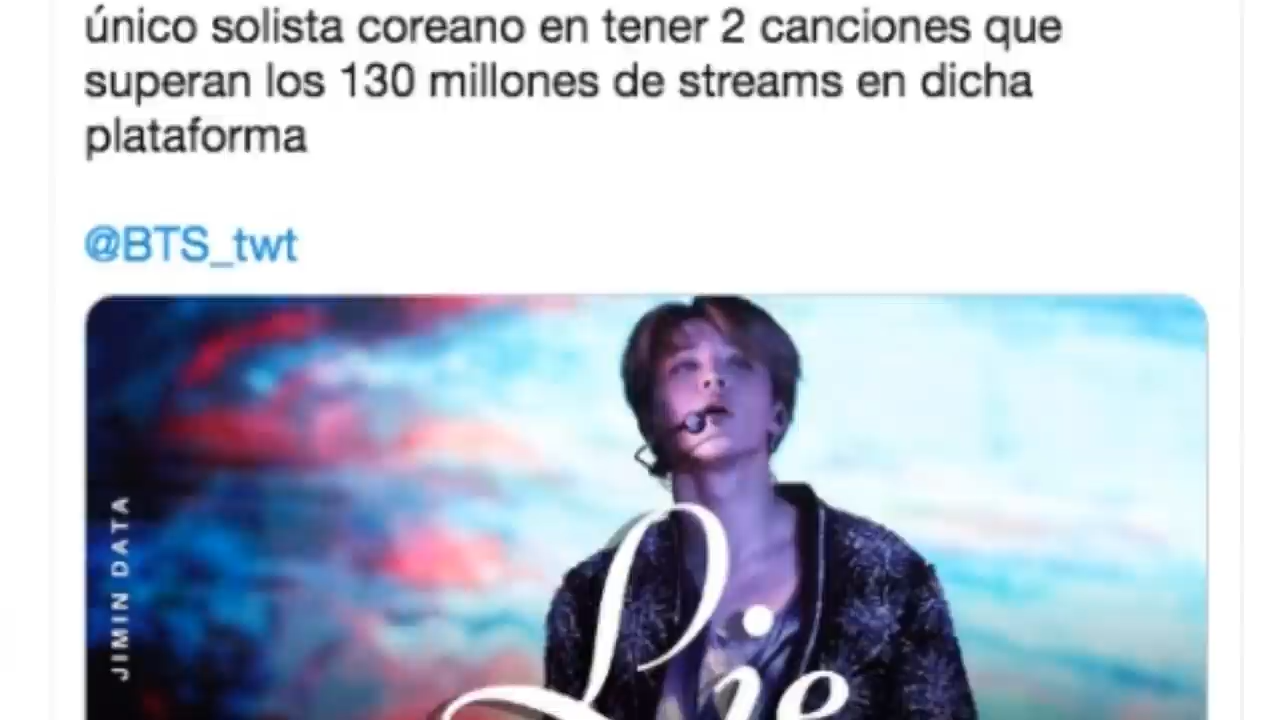 único solista coreano en tener 2 canciones que
superan los 130 millones de streams en dicha
plataforma
@BTS_twt
JIMIN DATA
Lie